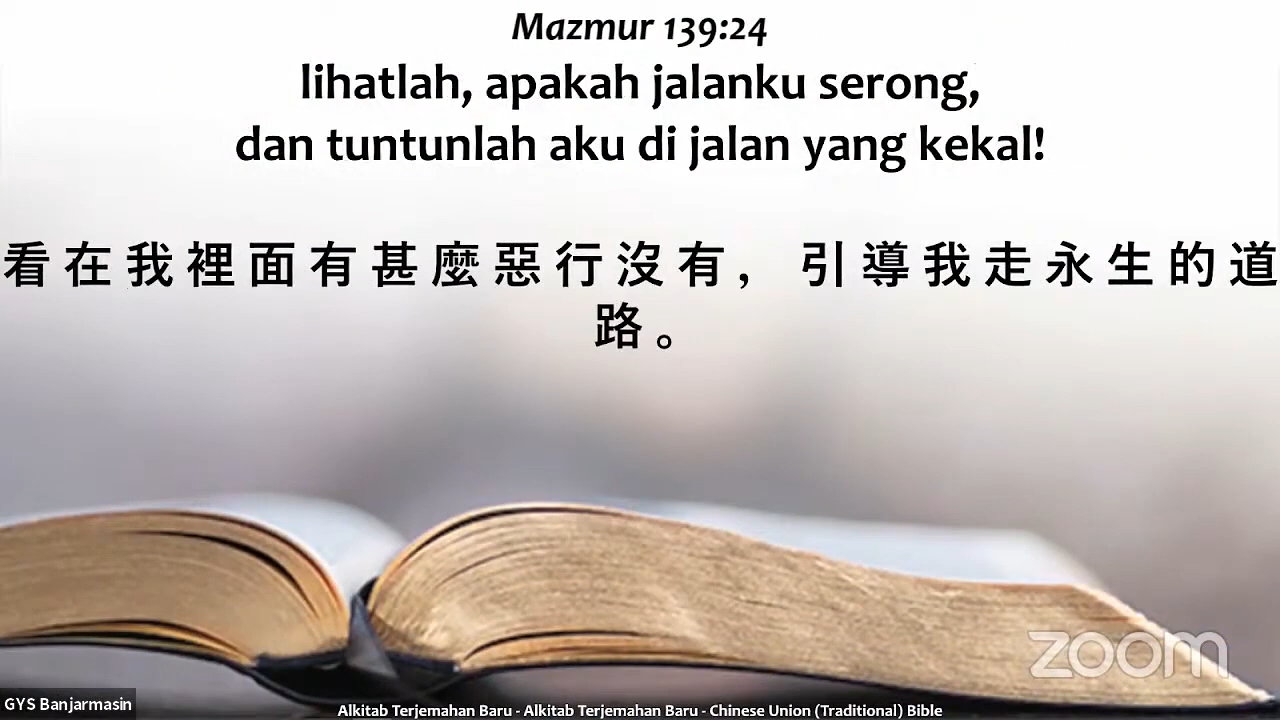 Mazmur 139:24
lihatlah, apakah jalanku serong,
dan tuntunlah aku di jalan yang kekal!
看在我裡面有甚麼惡行沒有，引導我走永生的道
路。
zoom
GYS Banjarmasin
Alkitab Terjemahan Baru - Alkitab Terjemahan Baru - Chinese Union (Traditional) Bible